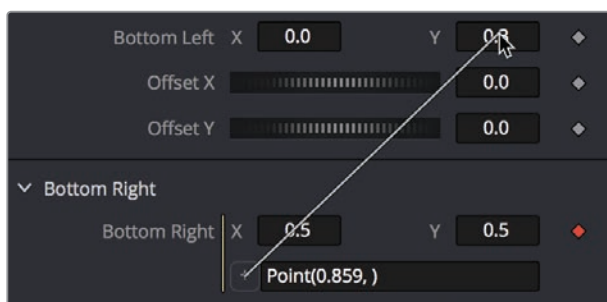 Bottom Left X 0.0 Y 0.3
Offset X 0.0
Offset Y 0.0
Bottom Right
Bottom Right X 0.5 Y 0.5
+ Point(0.859, )